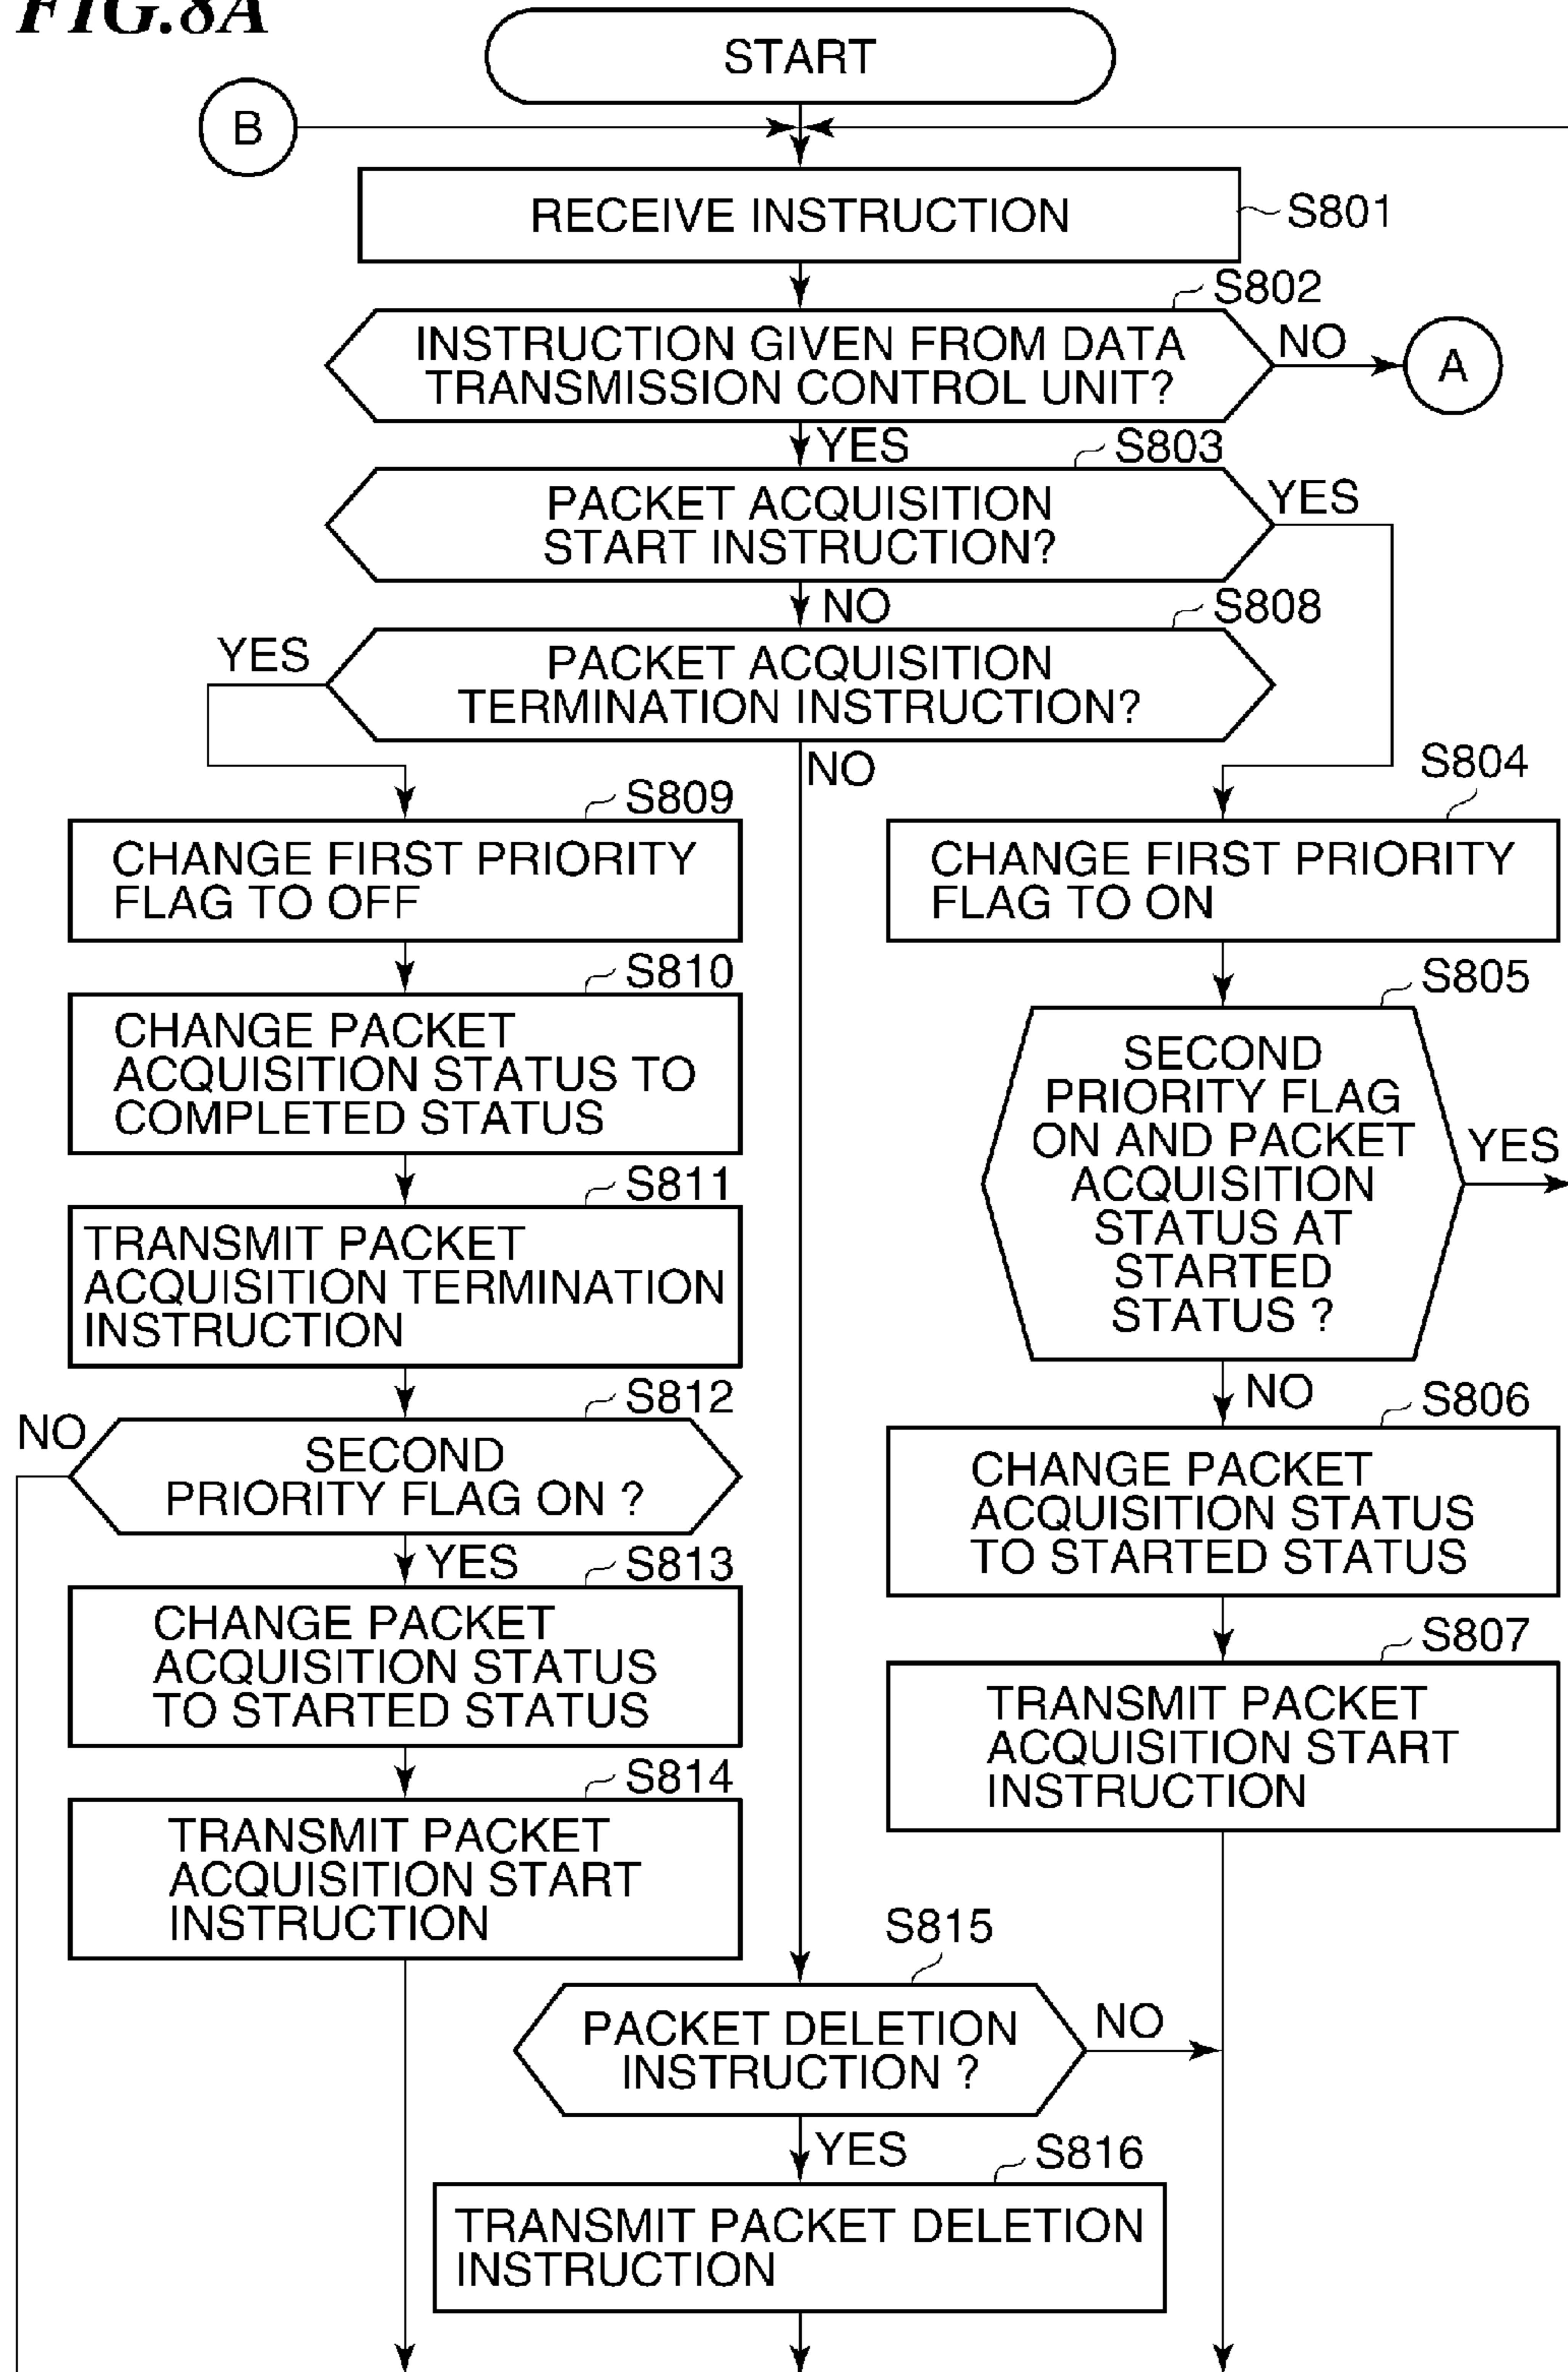 FIG.8A
START
B
RECEIVE INSTRUCTION
S801
S802
INSTRUCTION GIVEN FROM DATA
TRANSMISSION CONTROL UNIT?
NO
A
YES
S803
PACKET ACQUISITION
START INSTRUCTION?
YES
NO
S808
YES
PACKET ACQUISITION
TERMINATION INSTRUCTION?
NO
S809
CHANGE FIRST PRIORITY
FLAG TO OFF
S810
CHANGE PACKET
ACQUISITION STATUS TO
COMPLETED STATUS
S811
TRANSMIT PACKET
ACQUISITION TERMINATION
INSTRUCTION
S812
NO
SECOND
PRIORITY FLAG ON ?
YES
S813
CHANGE PACKET
ACQUISITION STATUS
TO STARTED STATUS
S814
TRANSMIT PACKET
ACQUISITION START
INSTRUCTION
S804
CHANGE FIRST PRIORITY
FLAG TO ON
S805
SECOND
PRIORITY FLAG
ON AND PACKET
ACQUISITION
STATUS AT
STARTED
STATUS ?
YES
NO
S806
CHANGE PACKET
ACQUISITION STATUS
TO STARTED STATUS
S807
TRANSMIT PACKET
ACQUISITION START
INSTRUCTION
S815
PACKET DELETION
INSTRUCTION ?
NO
YES
S816
TRANSMIT PACKET DELETION
INSTRUCTION